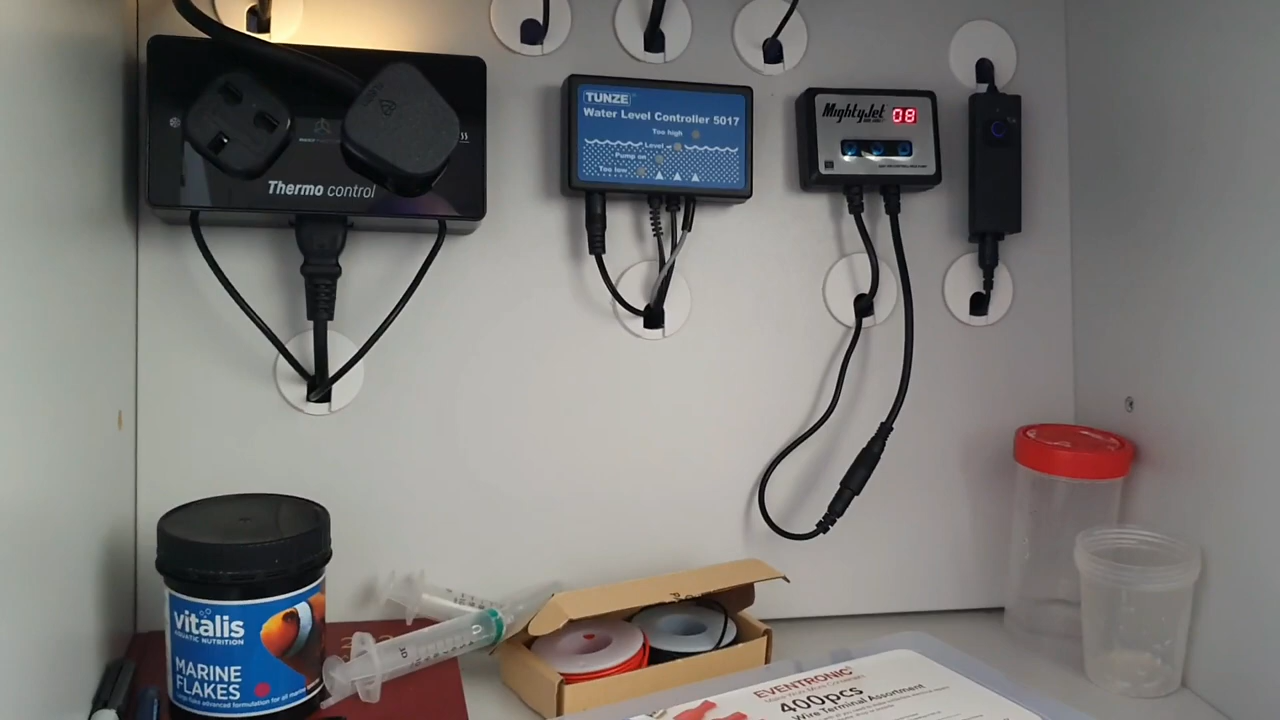 Thermo control
TUNZE
Water Level Controller 5017
Too high
Level
Pump on
Too low
MightyJet
08
vitalis
AQUATIC NUTRITION
MARINE
FLAKES
EVENTRONIC
400pcs
Wire Terminal Assortment